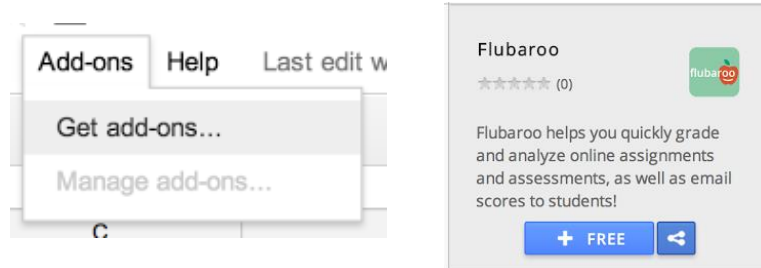 Add-ons Help Last edit w
Get add-ons...
Manage add-ons...
C
Flubaroo
flubaroo
(0)
Flubaroo helps you quickly grade
and analyze online assignments
and assessments, as well as email
scores to students!
+ FREE